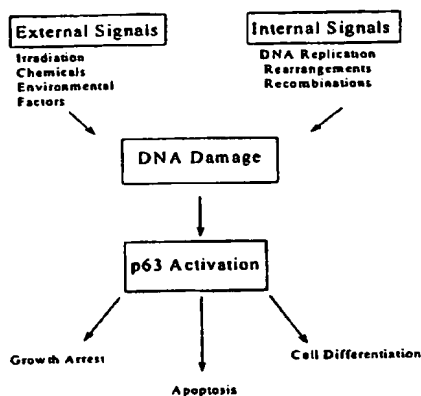 External Signals
Irradiation
Chemicals
Environmental
Factors
Internal Signals
DNA Replication
Rearrangements
Recombinations
DNA Damage
p63 Activation
Growth Arrest
Apoptosis
Cell Differentiation